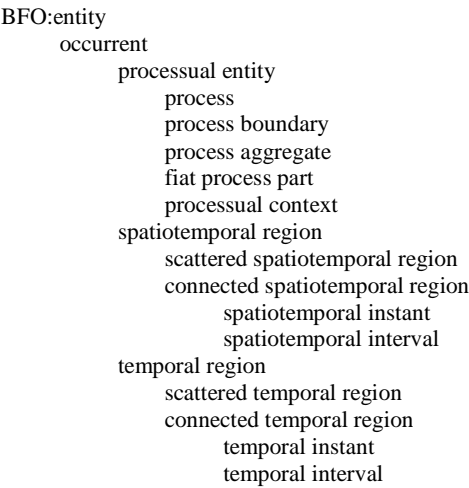 BFO:entity
occurrent
processual entity
process
process boundary
process aggregate
fiat process part
processual context
spatiotemporal region
scattered spatiotemporal region
connected spatiotemporal region
spatiotemporal instant
spatiotemporal interval
temporal region
scattered temporal region
connected temporal region
temporal instant
temporal interval